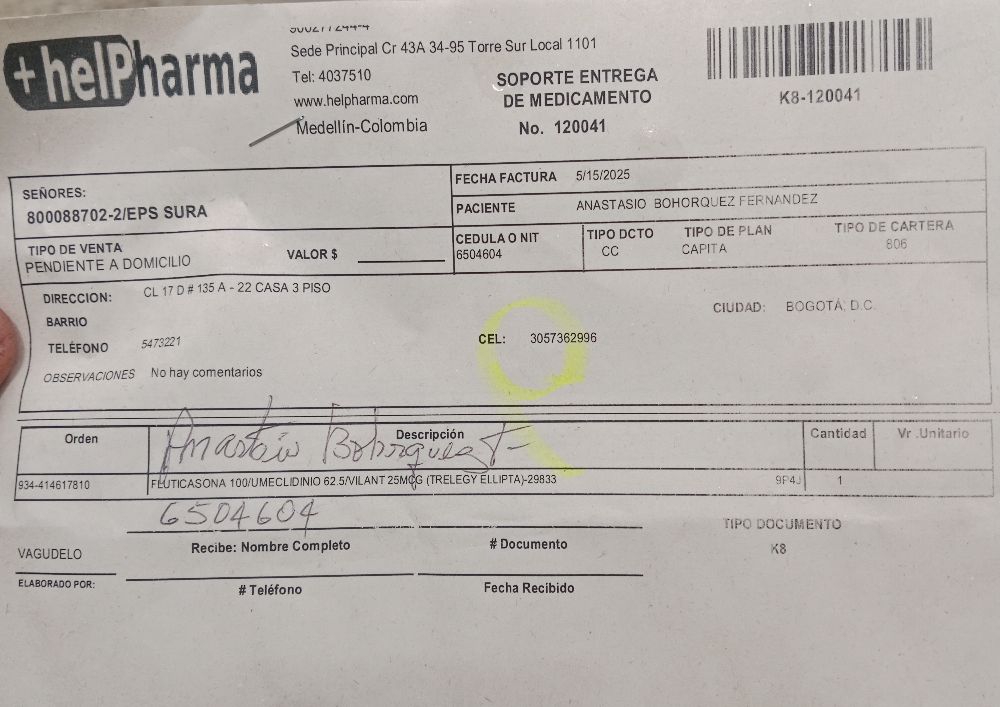 +helPharma
Sede Principal Cr 43A 34-95 Torre Sur Local 1101
Tel: 4037510
www.helpharma.com
Medellín-Colombia
SOPORTE ENTREGA
DE MEDICAMENTO
No. 120041
K8-120041
SEÑORES:
800088702-2/EPS SURA
FECHA FACTURA 5/15/2025
PACIENTE ANASTASIO BOHORQUEZ FERNANDEZ
TIPO DE VENTA
PENDIENTE A DOMICILIO
VALOR $
CEDULA O NIT
6504604
TIPO DCTO
CC
TIPO DE PLAN
CAPITA
TIPO DE CARTERA
806
DIRECCION: CL 17 D # 135 A - 22 CASA 3 PISO
CIUDAD: BOGOTÁ, D.C.
BARRIO
TELÉFONO 5473221
CEL: 3057362996
OBSERVACIONES No hay comentarios
Orden Descripción Cantidad Vr .Unitario
Anastasio Bohorquez F
934-414617810 FLUTICASONA 100/UMECLIDINIO 62.5/VILANT 25MCG (TRELEGY ELLIPTA)-29833 9P4J 1
6504604
Recibe: Nombre Completo # Documento
TIPO DOCUMENTO
K8
VAGUDELO
ELABORADO POR:
# Teléfono Fecha Recibido